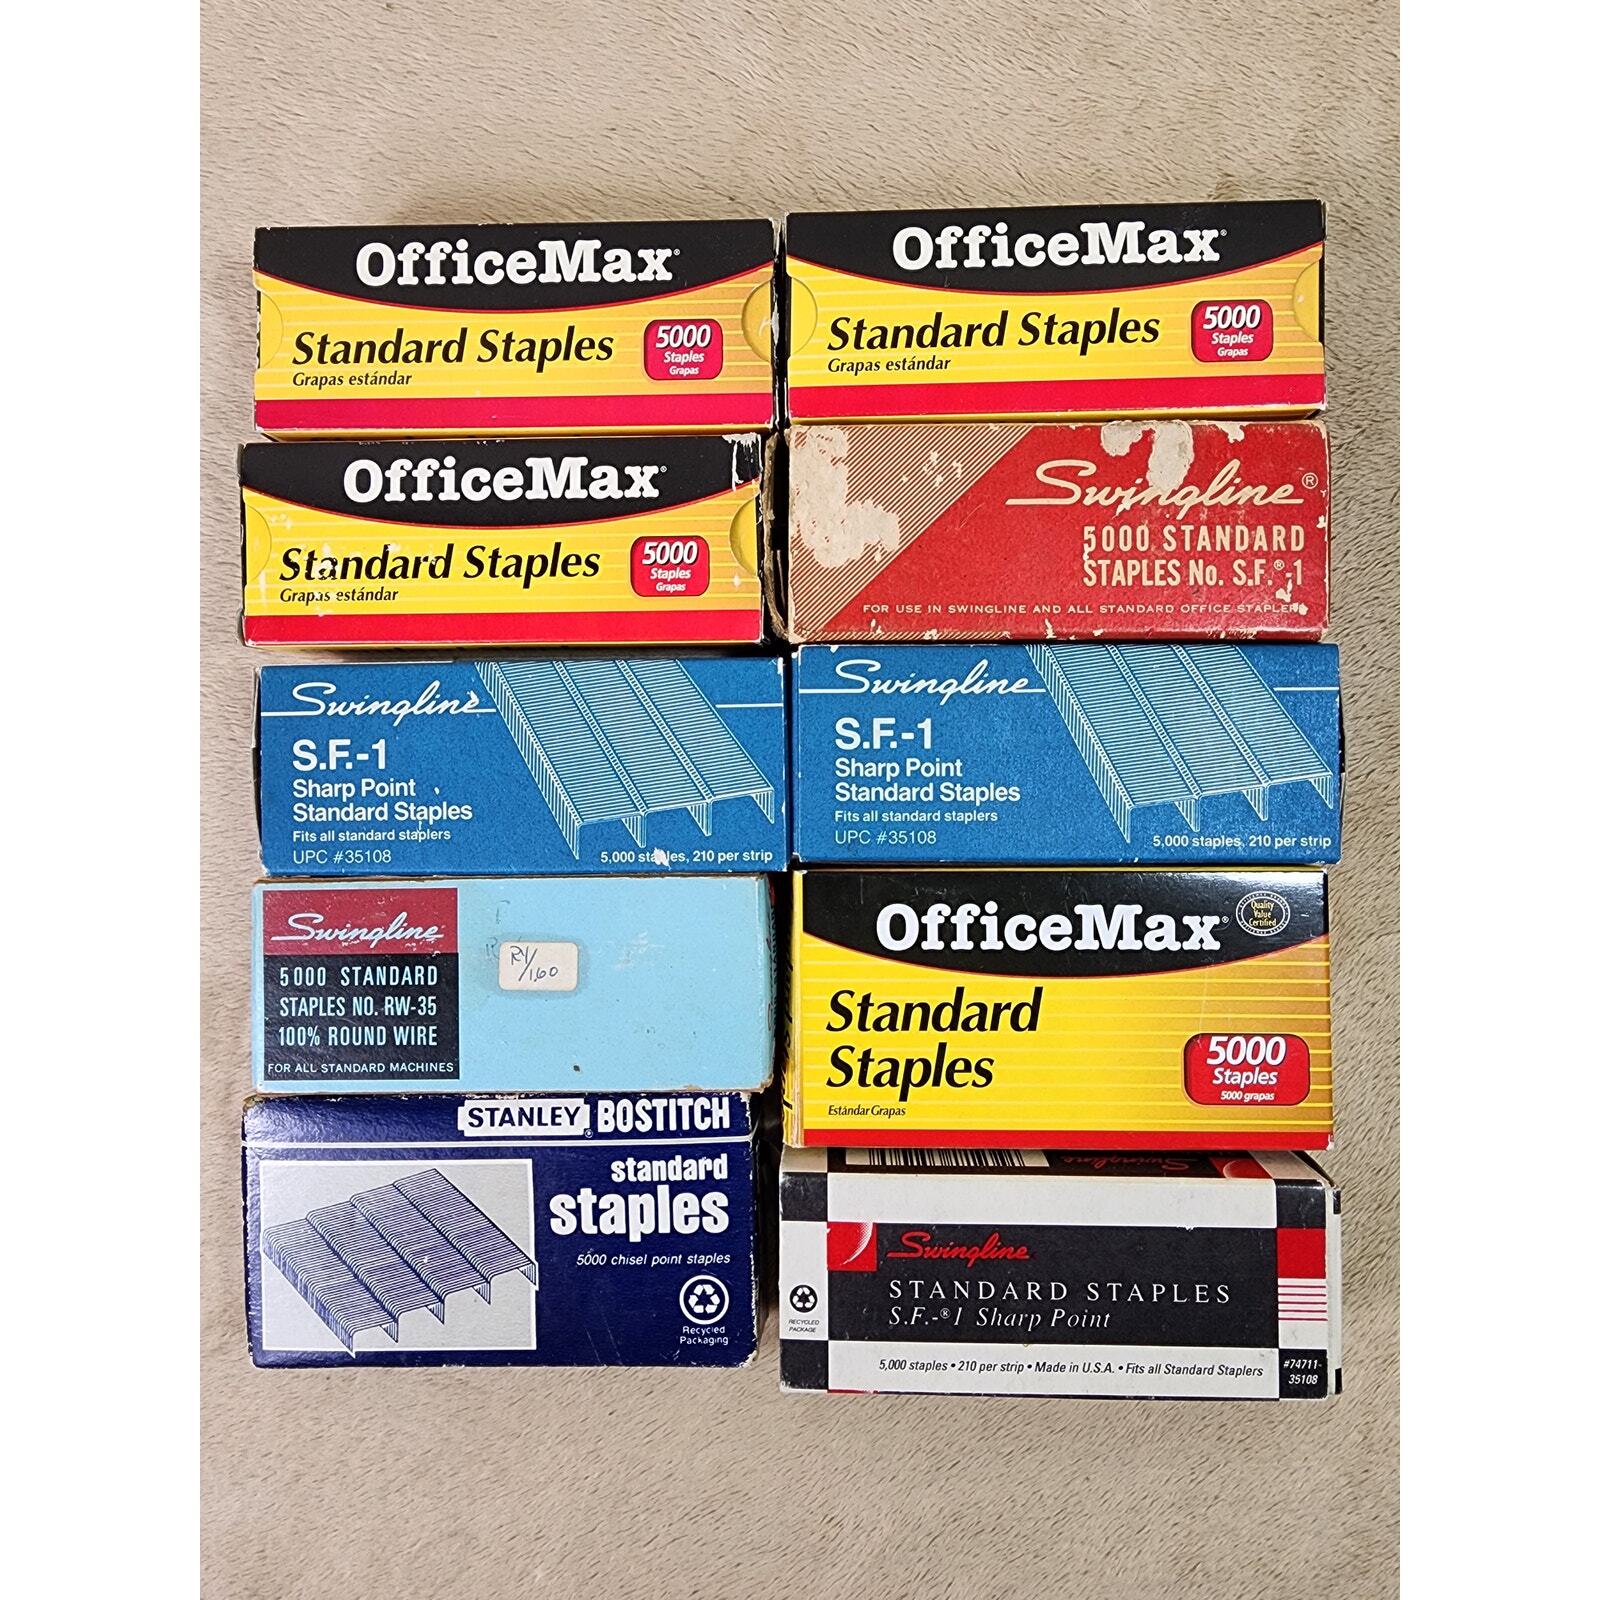 OfficeMax®
Standard Staples
Grapas estándar
5000
Staples
Grapas
OfficeMax®
Standard Staples
Grapas estándar
5000
Staples
Grapas
OfficeMax®
Standard Staples
Grapas estándar
5000
Staples
Grapas
Swingline®
5000 STANDARD
STAPLES No. S.F.® 1
FOR USE IN SWINGLINE AND ALL STANDARD OFFICE
Swingline
S.F.-1
Sharp Point
Standard Staples
Fits all standard staplers
UPC #35108
5,000 staples, 210 per strip
Swingline
S.F.-1
Sharp Point
Standard Staples
Fits all standard staplers
UPC #35108
5,000 staples, 210 per strip
Swingline
5000 STANDARD
STAPLES NO. RW-35
100% ROUND WIRE
FOR ALL STANDARD MACHINES
OfficeMax®
Quality
Value
Certified
Standard
Staples
Estándar Grapas
5000
Staples
5000 grapas
STANLEY® BOSTITCH
standard
staples
5000 chisel point staples
Recycled
Packaging
Swingline
STANDARD STAPLES
S.F.-®1 Sharp Point
RECYCLED
PACKAGE
5,000 staples • 210 per strip • Made in U.S.A. • Fits all Standard Staplers
#74711-
35108